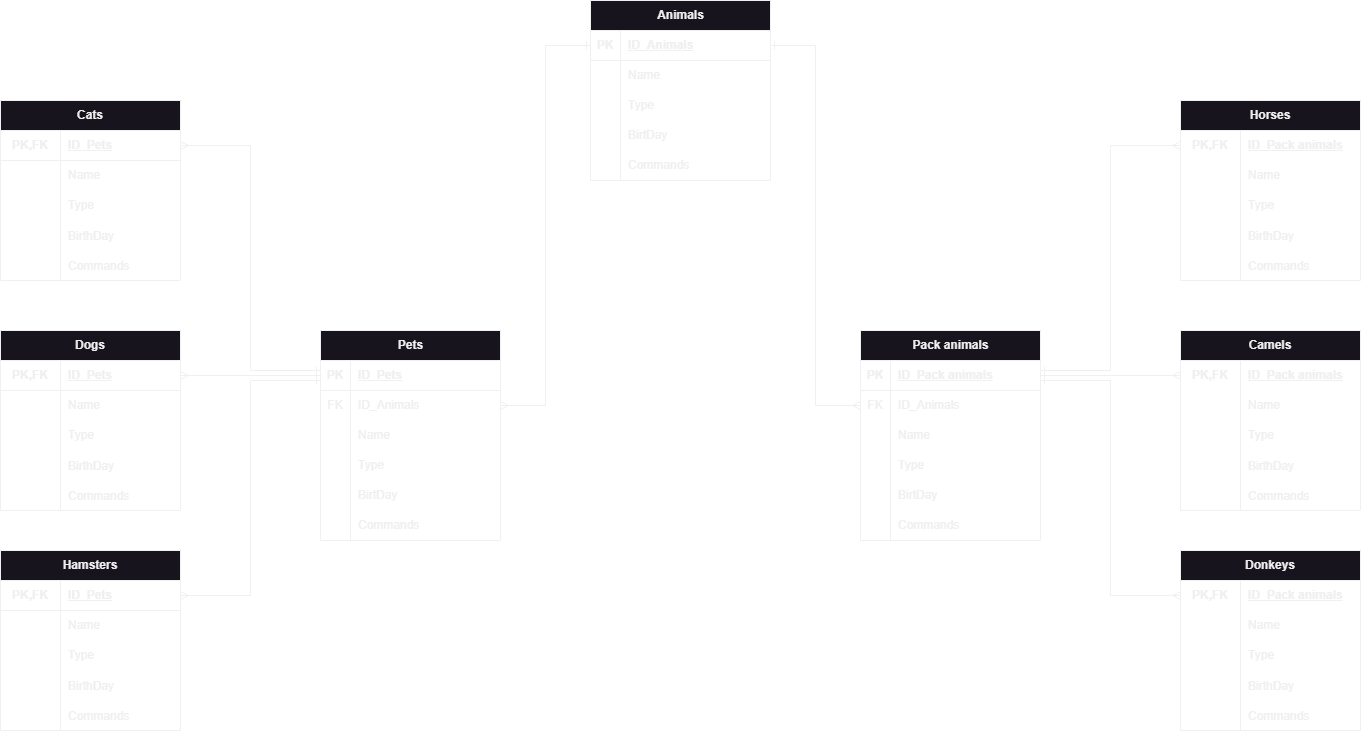 Animals
PK ID_Animals
Name
Type
BirtDay
Commands
Cats
PK,FK ID_Pets
Name
Type
BirthDay
Commands
Dogs
PK,FK ID_Pets
Name
Type
BirthDay
Commands
Hamsters
PK,FK ID_Pets
Name
Type
BirthDay
Commands
Pets
PK ID_Pets
FK ID_Animals
Name
Type
BirtDay
Commands
Pack animals
PK ID_Pack animals
FK ID_Animals
Name
Type
BirtDay
Commands
Horses
PK,FK ID_Pack animals
Name
Type
BirthDay
Commands
Camels
PK,FK ID_Pack animals
Name
Type
BirthDay
Commands
Donkeys
PK,FK ID_Pack animals
Name
Type
BirthDay
Commands